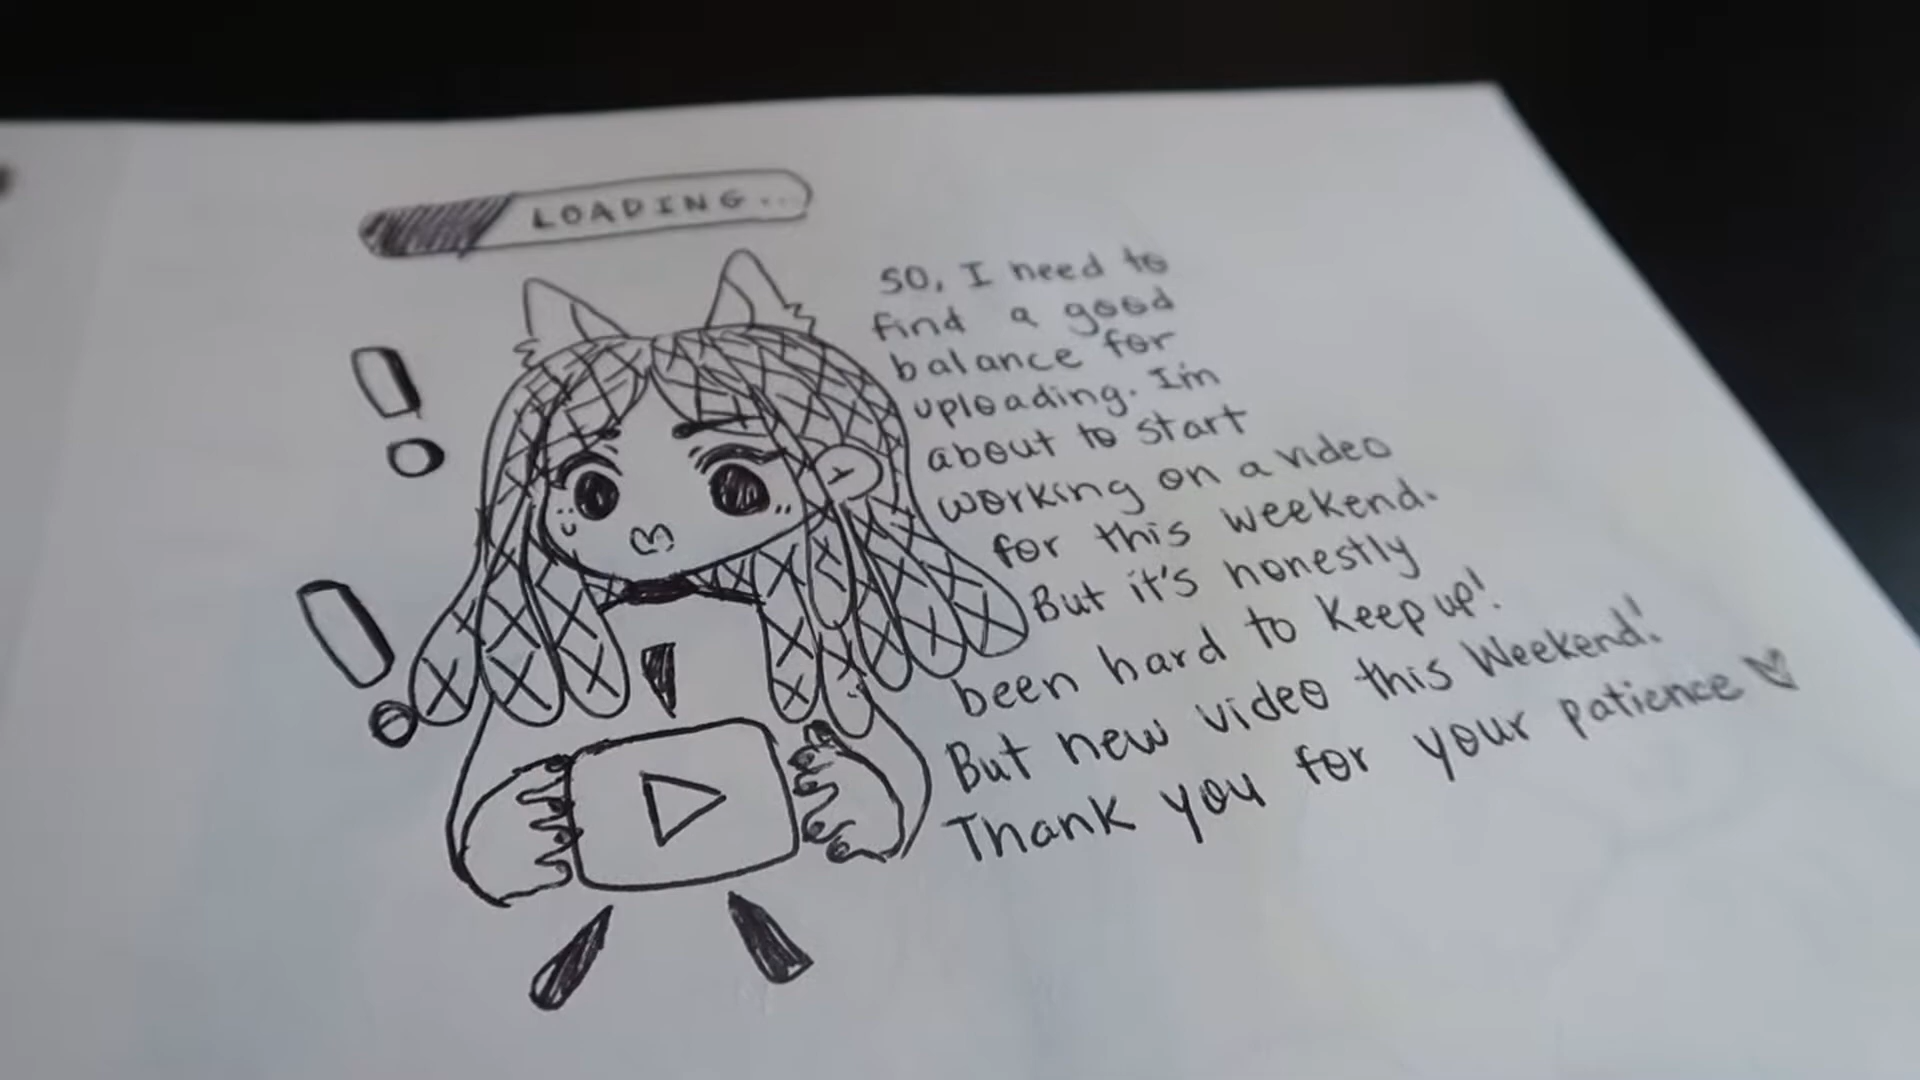 LOADING...
SO, I need to
find a good
balance for
uploading. I'm
about to start
working on a video
for this weekend.
But it's honestly
been hard to keep up!
But new video this Weekend!
Thank you for your patience